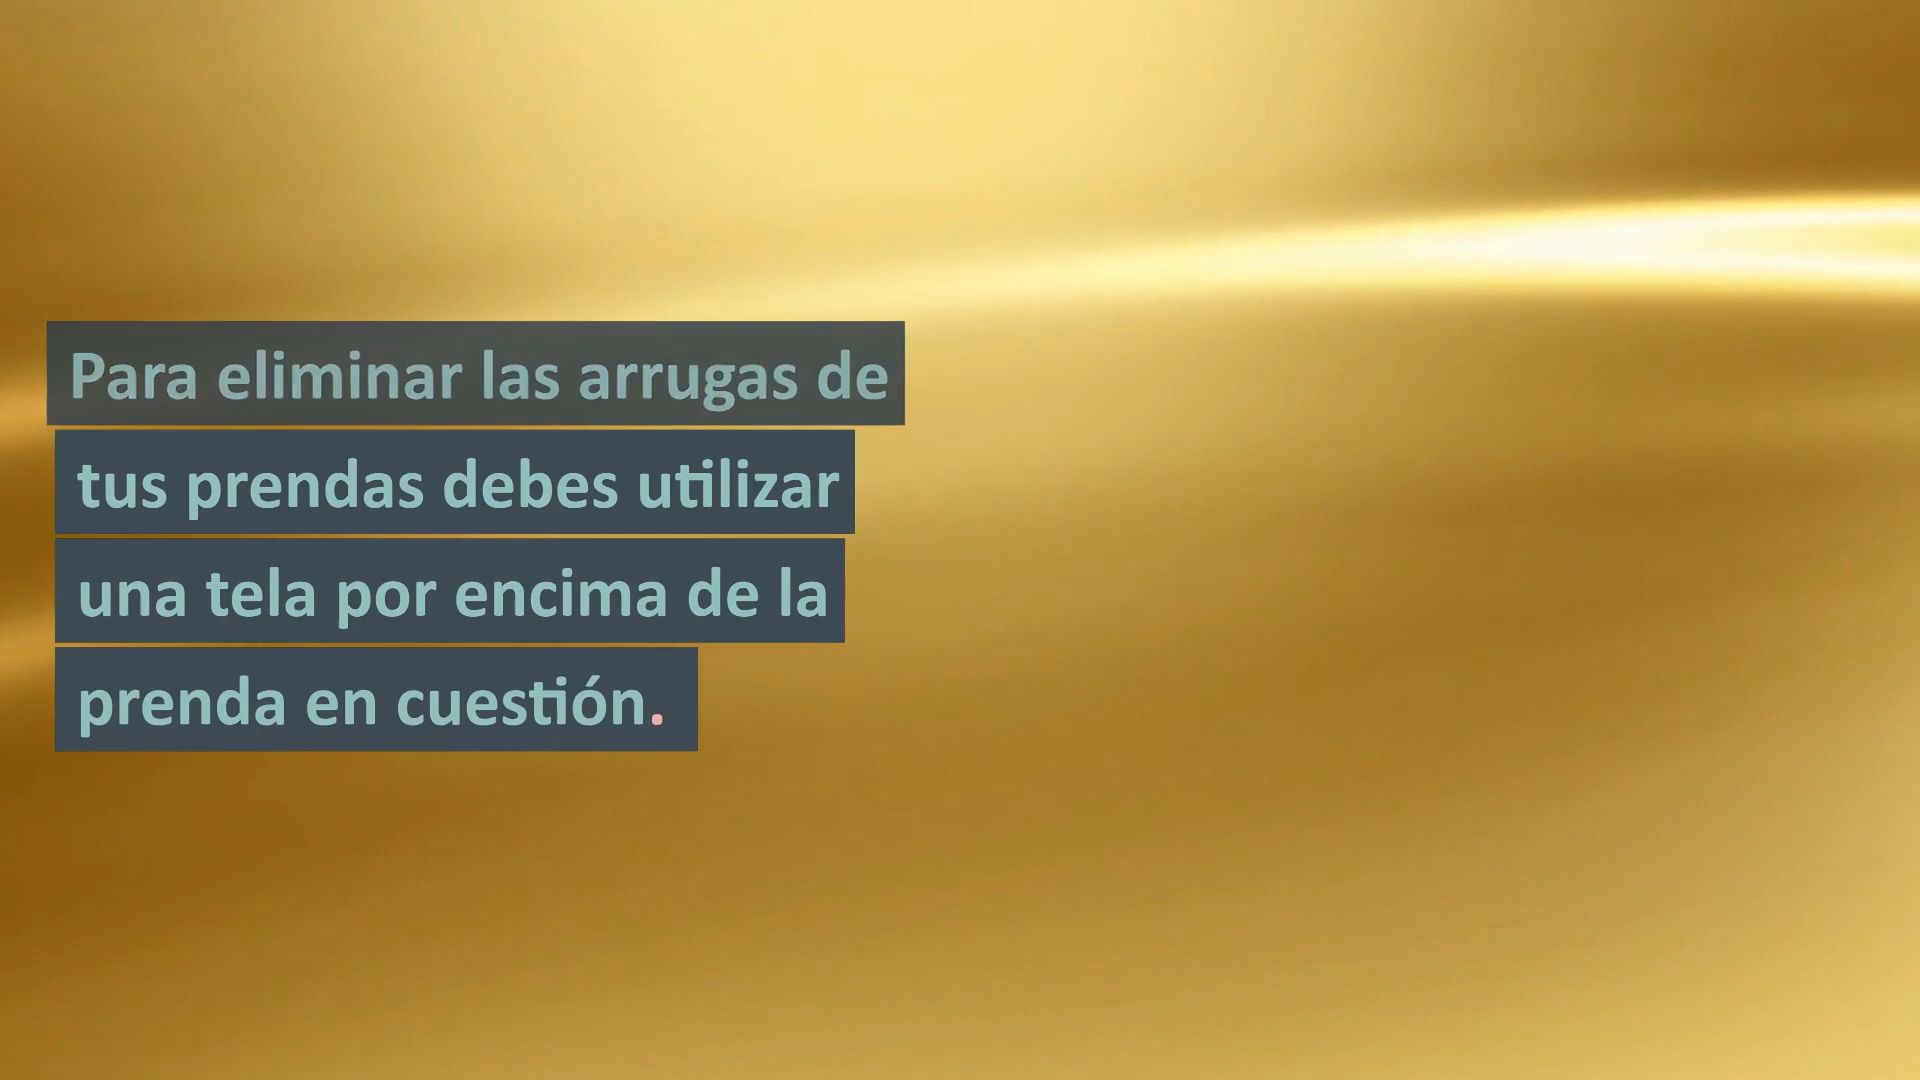 Para eliminar las arrugas de
tus prendas debes utilizar
una tela por encima de la
prenda en cuestión.